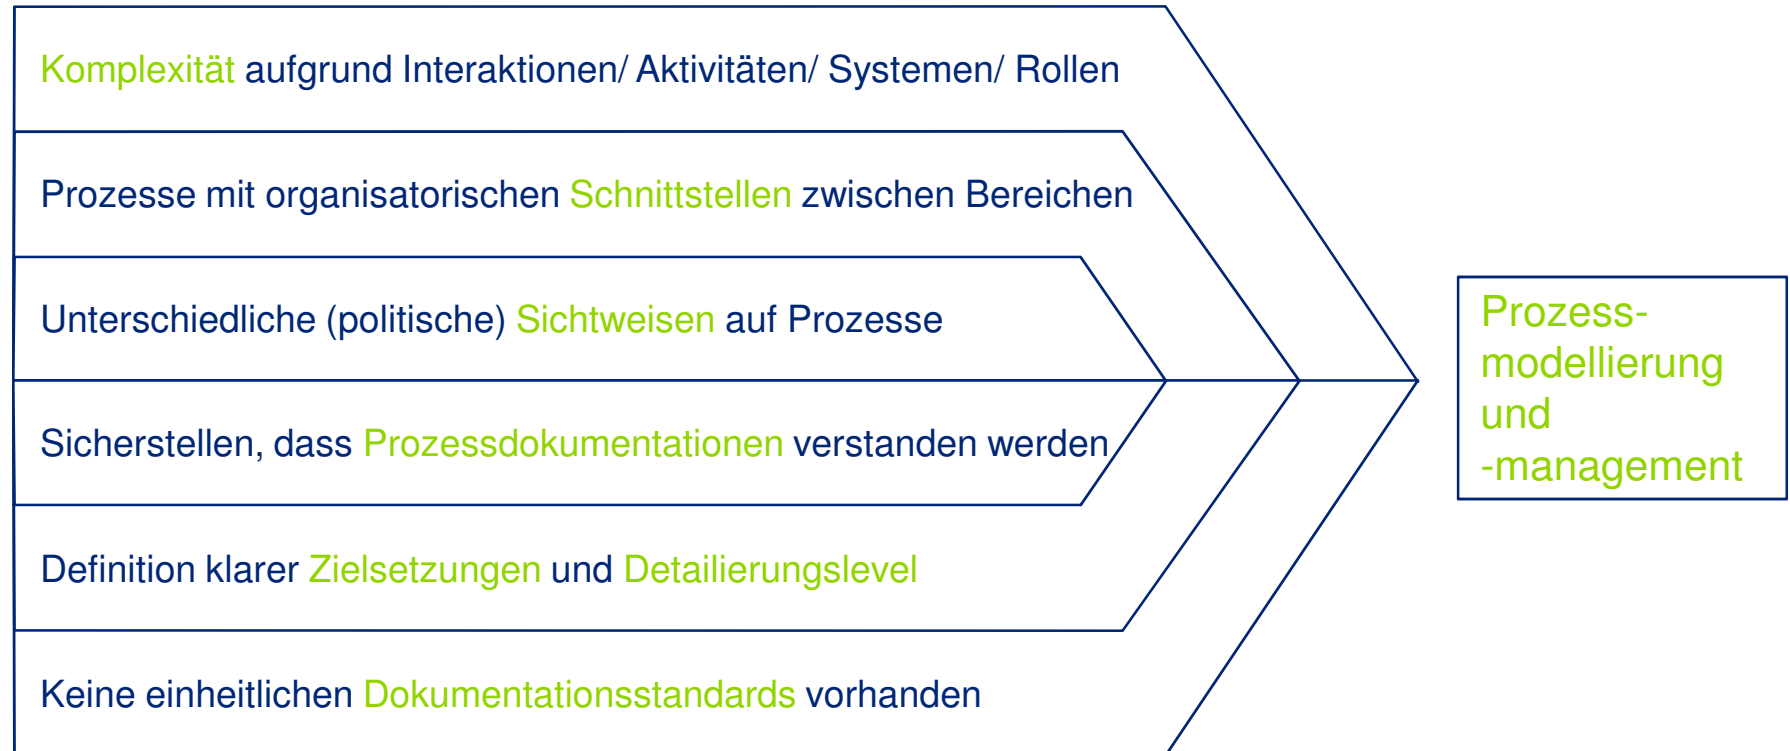 Komplexität aufgrund Interaktionen/ Aktivitäten/ Systemen/ Rollen
Prozesse mit organisatorischen Schnittstellen zwischen Bereichen
Unterschiedliche (politische) Sichtweisen auf Prozesse
Sicherstellen, dass Prozessdokumentationen verstanden werden
Definition klarer Zielsetzungen und Detailierungslevel
Keine einheitlichen Dokumentationsstandards vorhanden
Prozess-
modellierung
und
-management